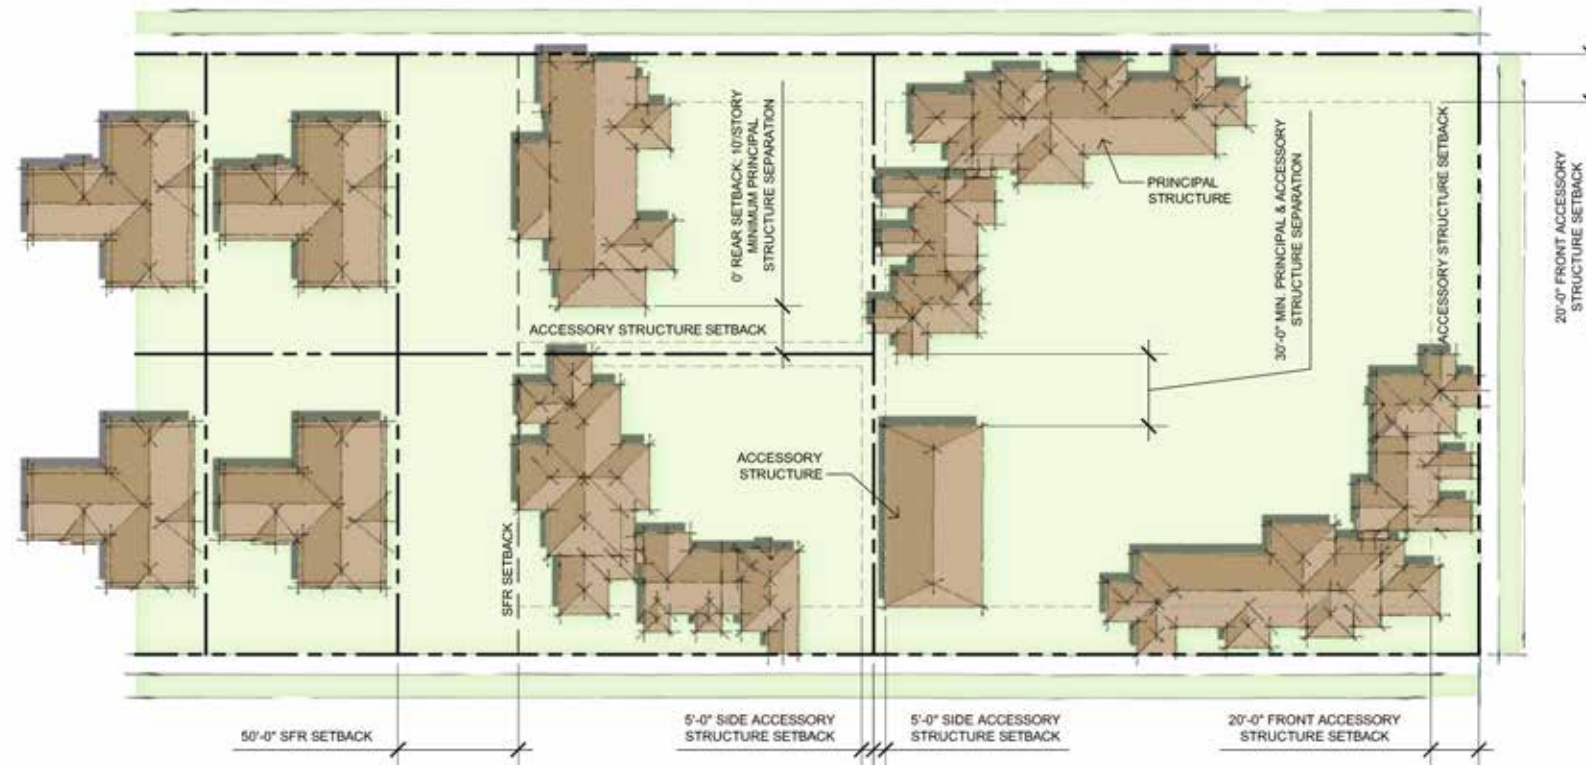 0' REAR SETBACK; 10'/STORY
MINIMUM PRINCIPAL
STRUCTURE SEPARATION
ACCESSORY STRUCTURE SETBACK
PRINCIPAL
STRUCTURE
30'-0" MIN. PRINCIPAL & ACCESSORY
STRUCTURE SEPARATION
ACCESSORY STRUCTURE SETBACK
20'-0" FRONT ACCESSORY
STRUCTURE SETBACK
ACCESSORY
STRUCTURE
SFR SETBACK
50'-0" SFR SETBACK
5'-0" SIDE ACCESSORY
STRUCTURE SETBACK
5'-0" SIDE ACCESSORY
STRUCTURE SETBACK
20'-0" FRONT ACCESSORY
STRUCTURE SETBACK